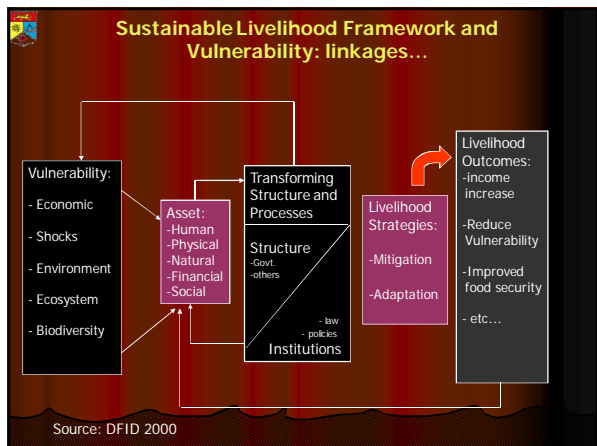 Sustainable Livelihood Framework and
Vulnerability: linkages…
Vulnerability:
- Economic
- Shocks
- Environment
- Ecosystem
- Biodiversity
Asset:
-Human
-Physical
-Natural
-Financial
-Social
Transforming
Structure and
Processes
Structure
-Govt.
-others
- law
- policies
Institutions
Livelihood
Strategies:
-Mitigation
-Adaptation
Livelihood
Outcomes:
-income
increase
-Reduce
Vulnerability
-Improved
food security
- etc…
Source: DFID 2000